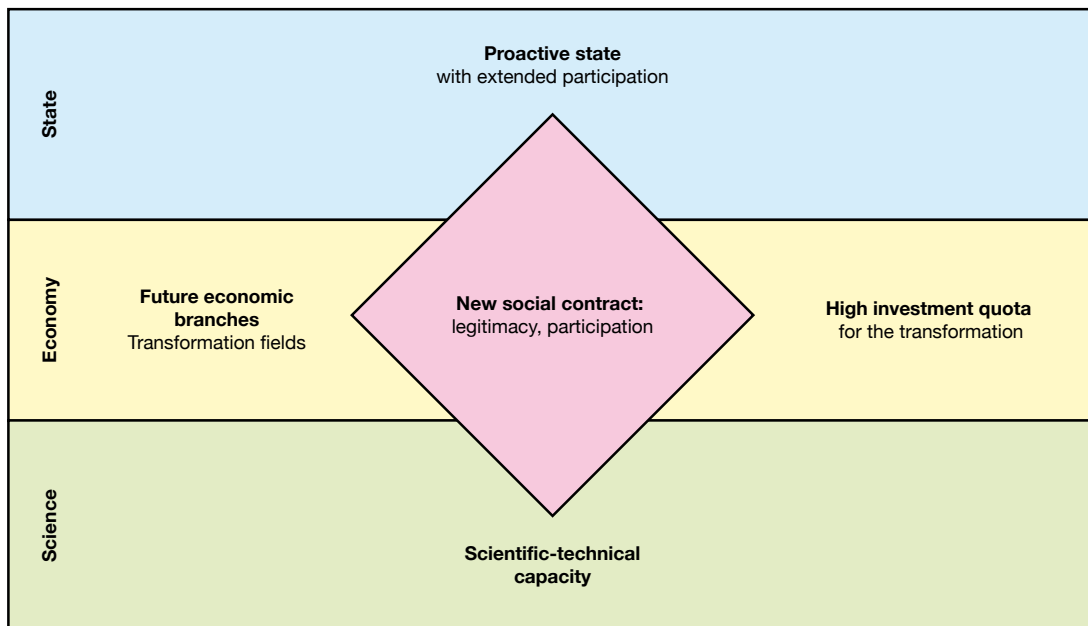 State
Proactive state
with extended participation
Economy
Future economic
branches
Transformation fields
New social contract:
legitimacy, participation
High investment quota
for the transformation
Science
Scientific-technical
capacity